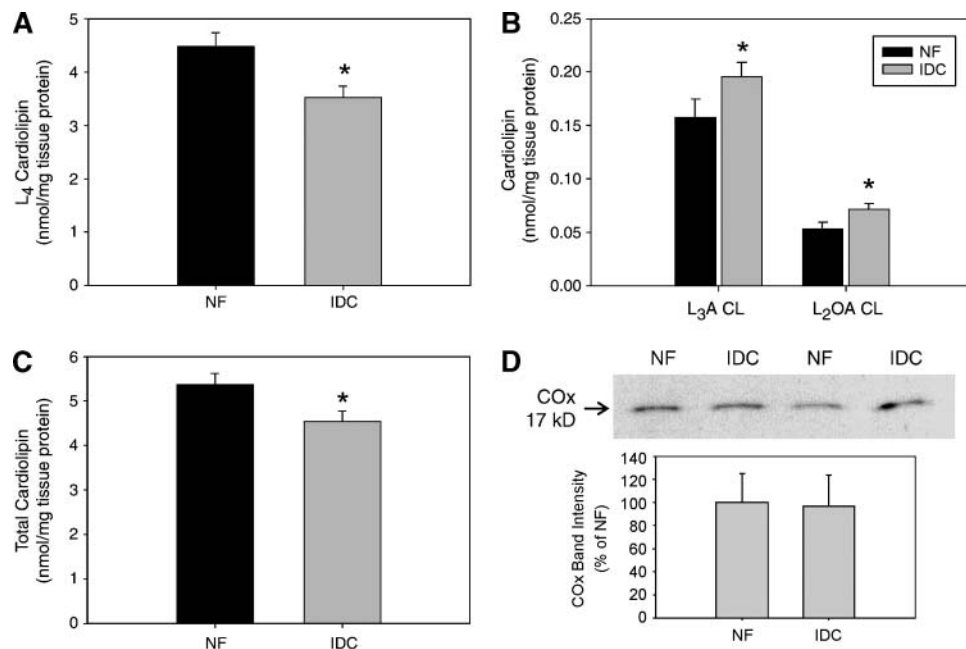 A
L4 Cardiolipin
(nmol/mg tissue protein)
5
4
3
2
1
0
*
NF
IDC
B
Cardiolipin
(nmol/mg tissue protein)
0.25
0.20
0.15
0.10
0.05
0.00
*
*
NF
IDC
L3A CL
L2OA CL
C
Total Cardiolipin
(nmol/mg tissue protein)
6
5
4
3
2
1
0
*
NF
IDC
D
NF IDC NF IDC
COx
17 kD
COx Band Intensity
(% of NF)
140
120
100
80
60
40
20
0
NF
IDC